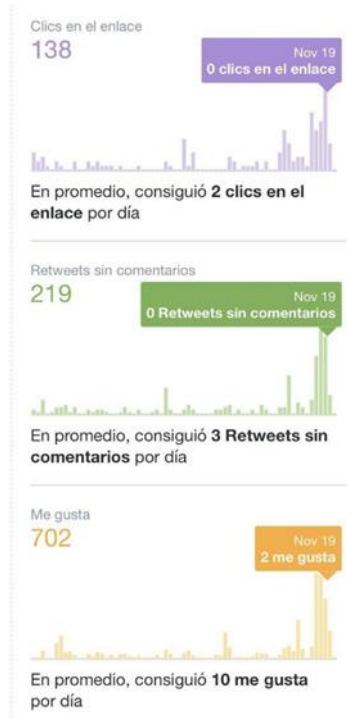 Clics en el enlace
138
Nov 19
0 clics en el enlace
En promedio, consiguió 2 clics en el
enlace por día
Retweets sin comentarios
219
Nov 19
0 Retweets sin comentarios
En promedio, consiguió 3 Retweets sin
comentarios por día
Me gusta
702
Nov 19
2 me gusta
En promedio, consiguió 10 me gusta
por día